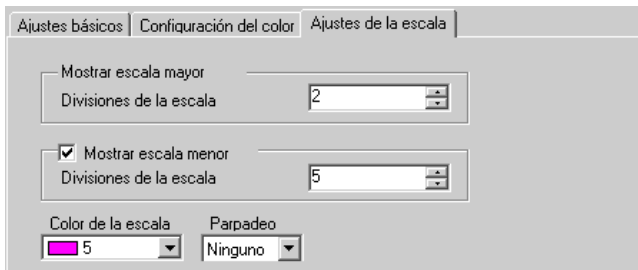 Ajustes básicos Configuración del color Ajustes de la escala
Mostrar escala mayor
Divisiones de la escala 2
Mostrar escala menor
Divisiones de la escala 5
Color de la escala Parpadeo
5 Ninguno